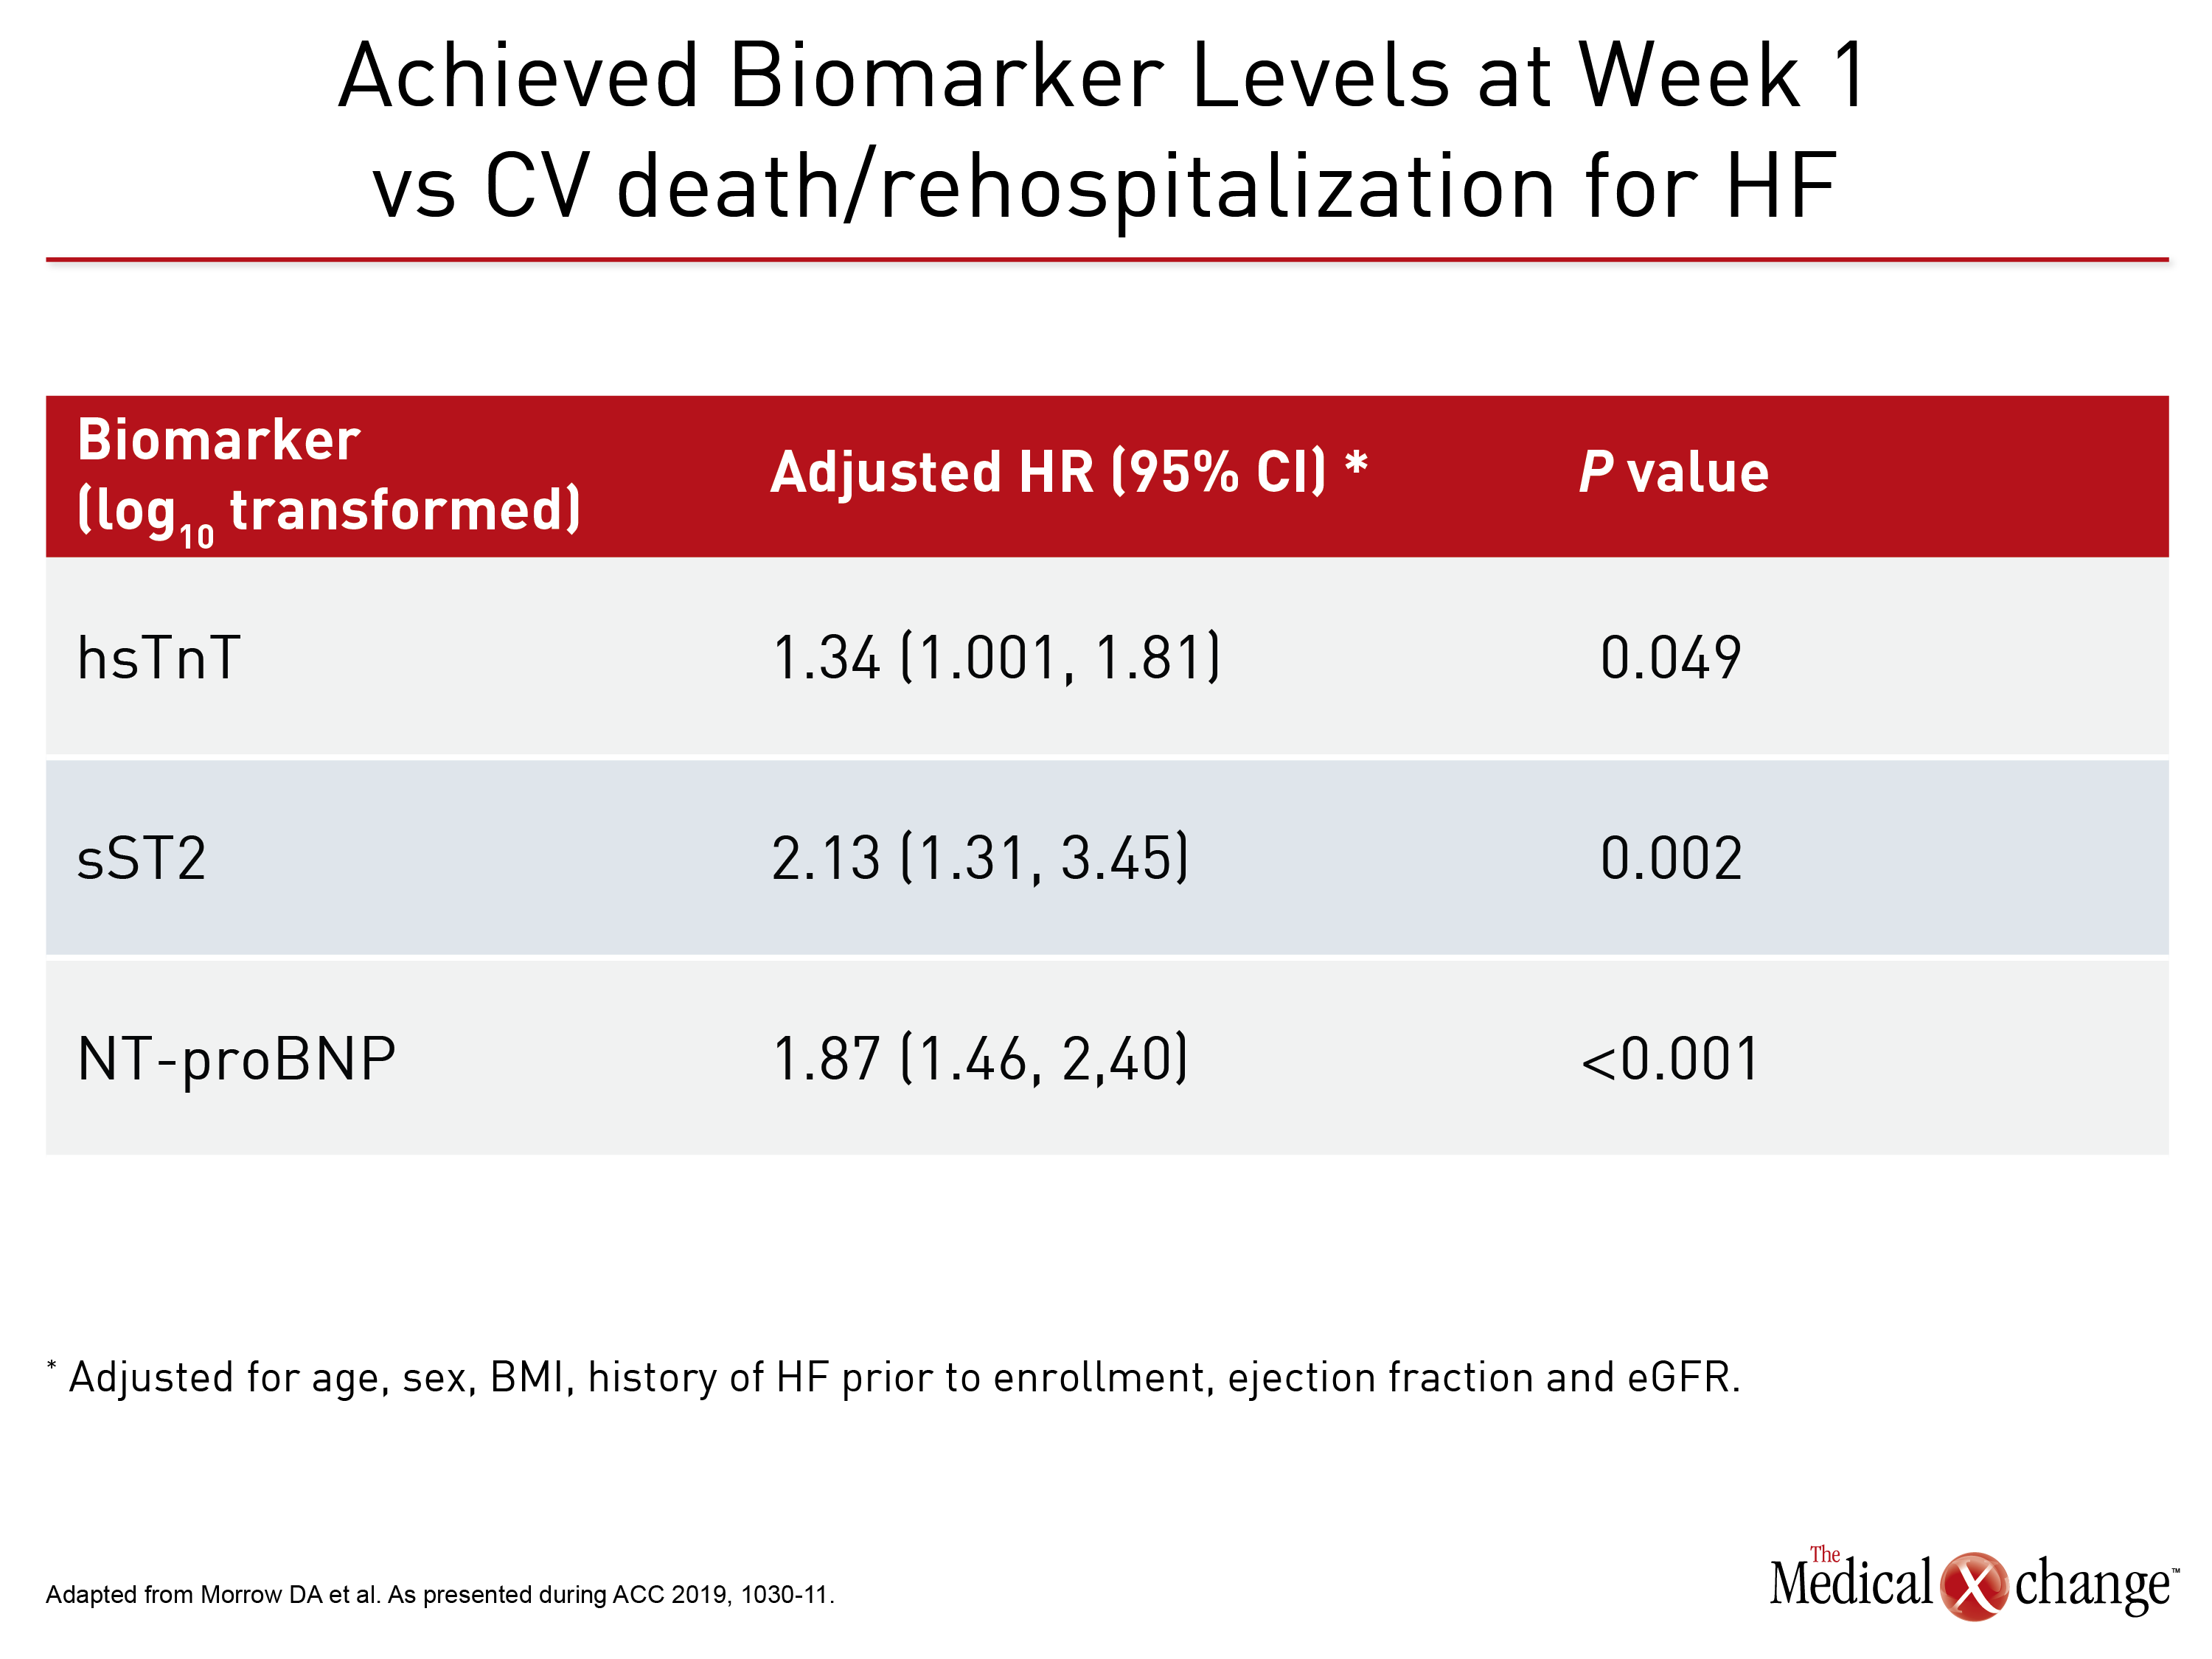 Achieved Biomarker Levels at Week 1
vs CV death/rehospitalization for HF
Biomarker
(log10 transformed)
Adjusted HR (95% CI) *
P value
hsTnT 1.34 (1.001, 1.81) 0.049
sST2 2.13 (1.31, 3.45) 0.002
NT-proBNP 1.87 (1.46, 2,40) <0.001
* Adjusted for age, sex, BMI, history of HF prior to enrollment, ejection fraction and eGFR.
Adapted from Morrow DA et al. As presented during ACC 2019, 1030-11.
The
Medical X change™